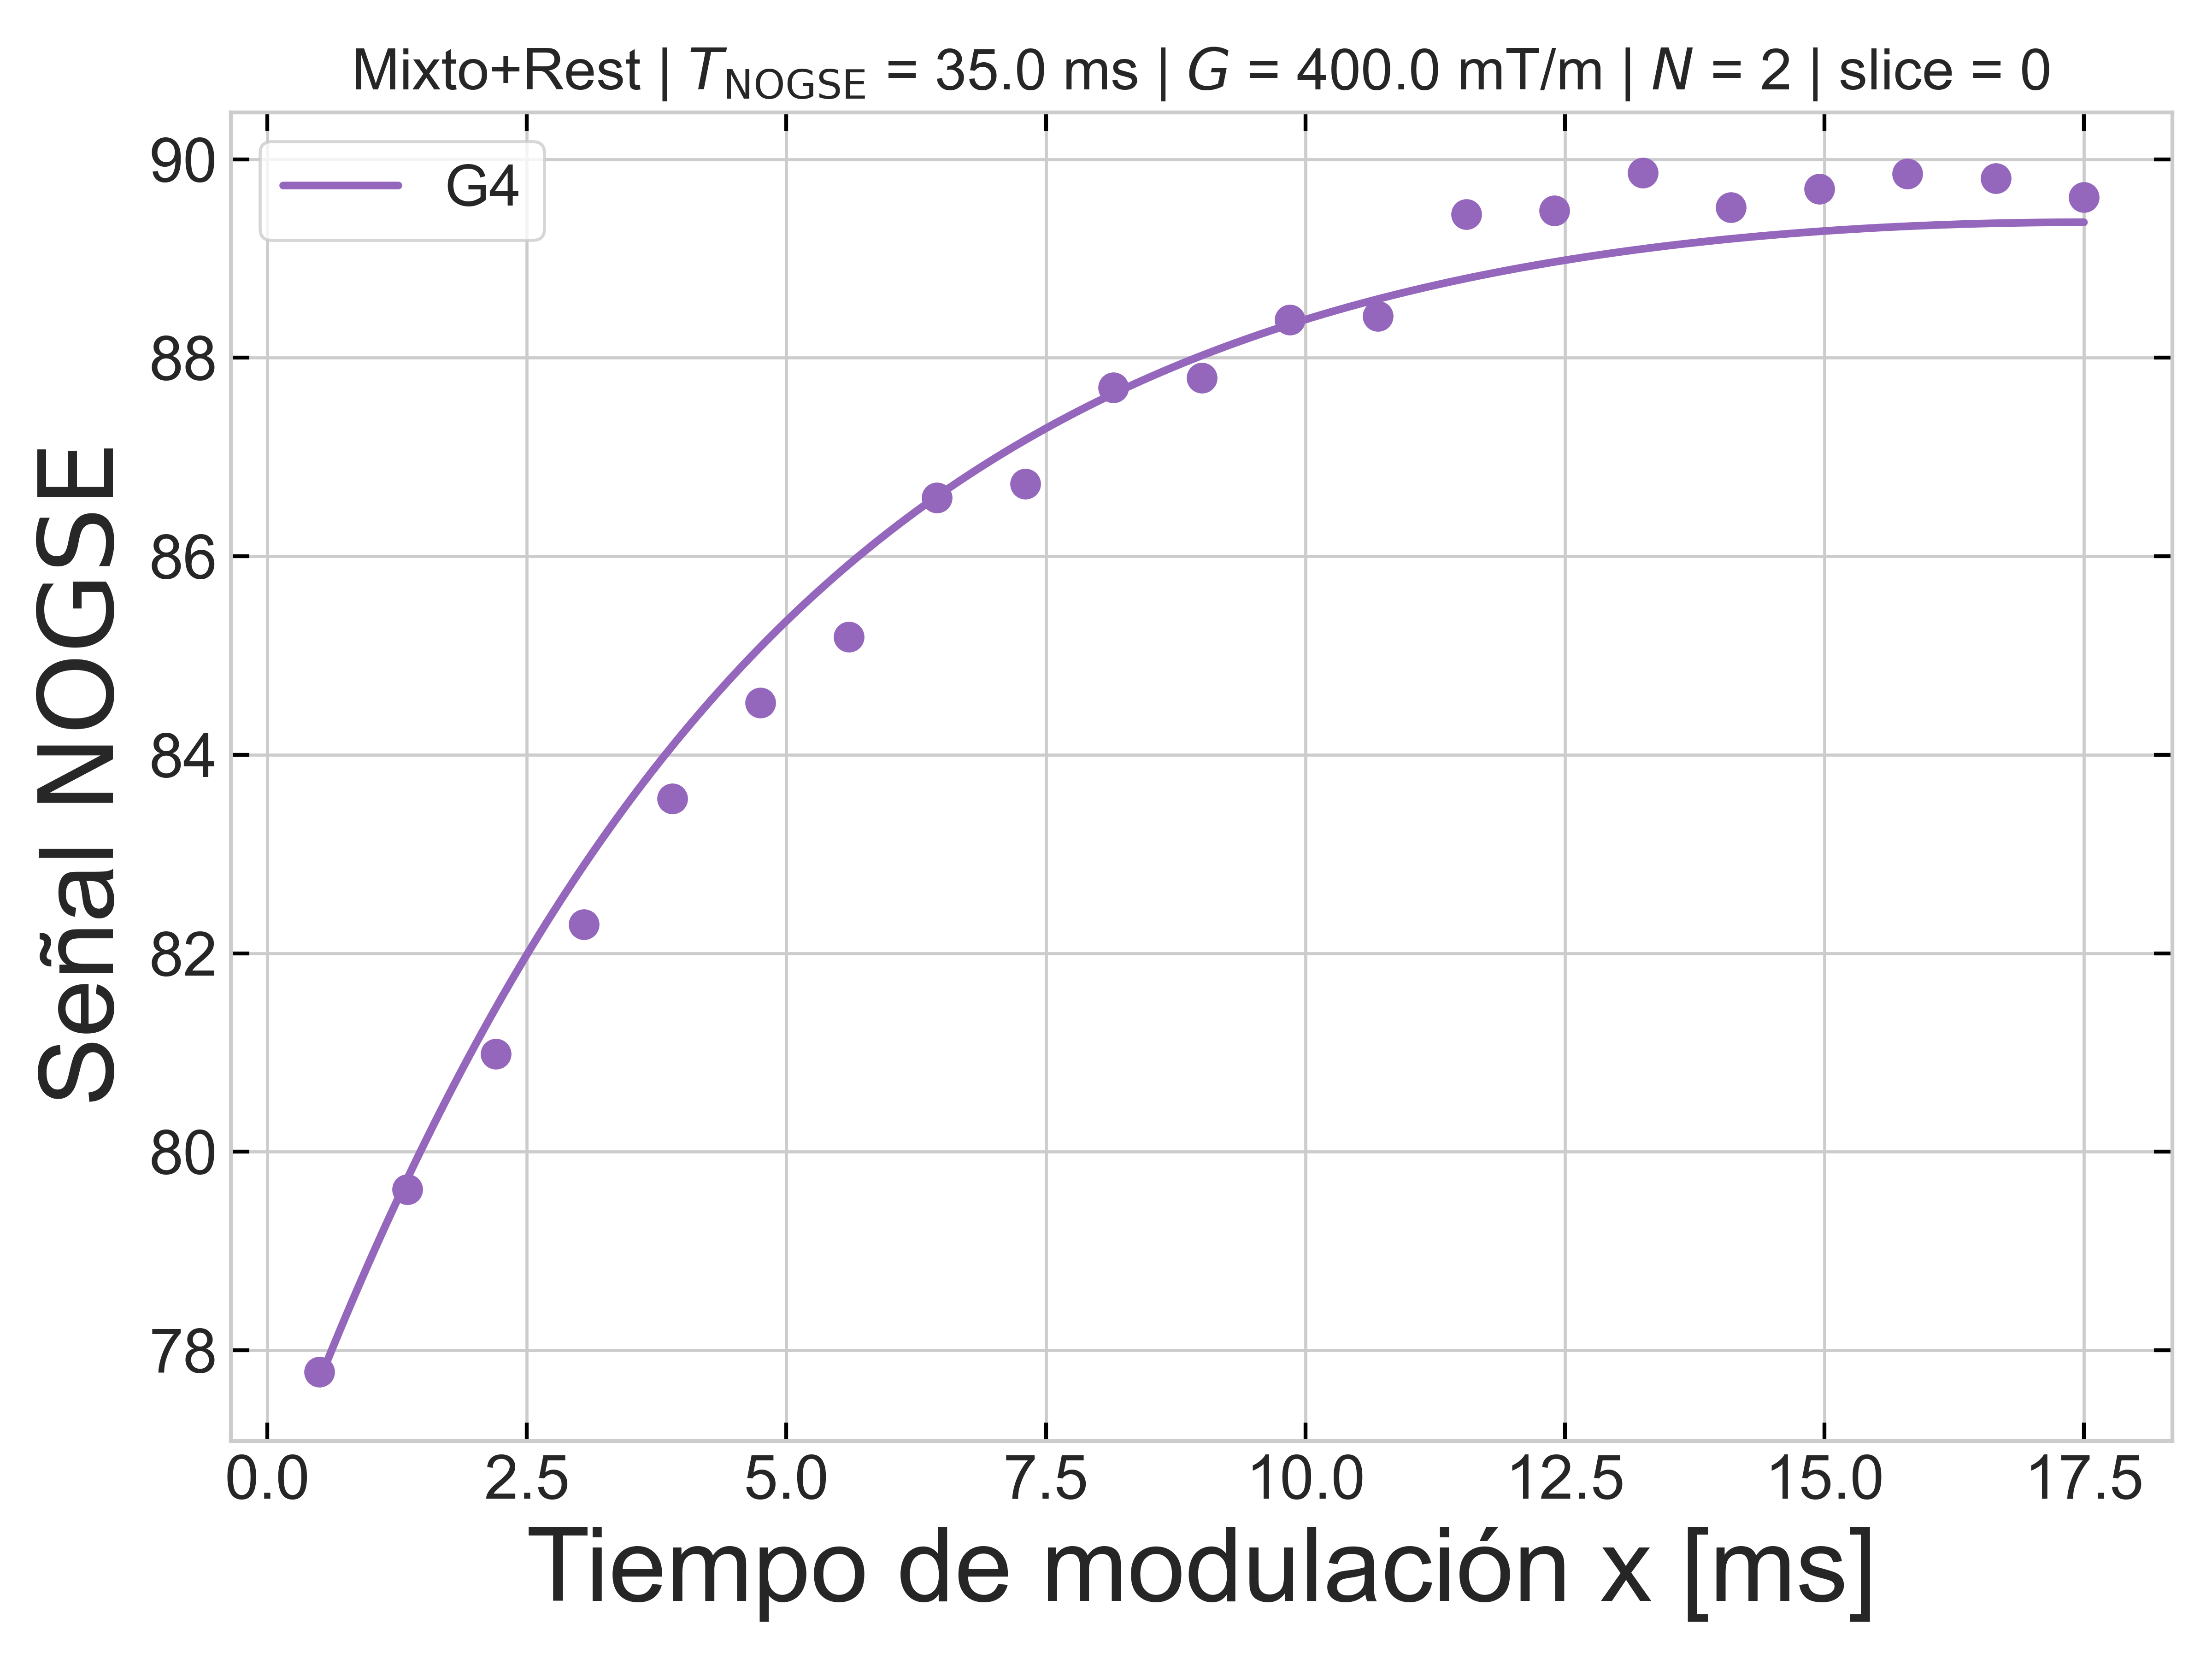 Mixto+Rest | T_NOGSE = 35.0 ms | G = 400.0 mT/m | N = 2 | slice = 0
G4
90
88
86
84
82
80
78
Señal NOGSE
0.0 2.5 5.0 7.5 10.0 12.5 15.0 17.5
Tiempo de modulación x [ms]